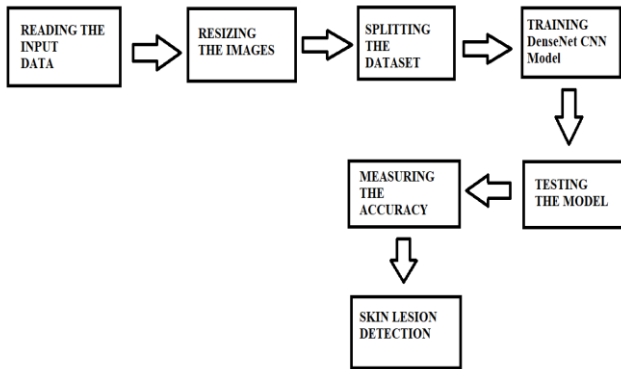 READING THE
INPUT
DATA
RESIZING
THE IMAGES
SPLITTING
THE
DATASET
TRAINING
DenseNet CNN
Model
TESTING
THE MODEL
MEASURING
THE
ACCURACY
SKIN LESION
DETECTION